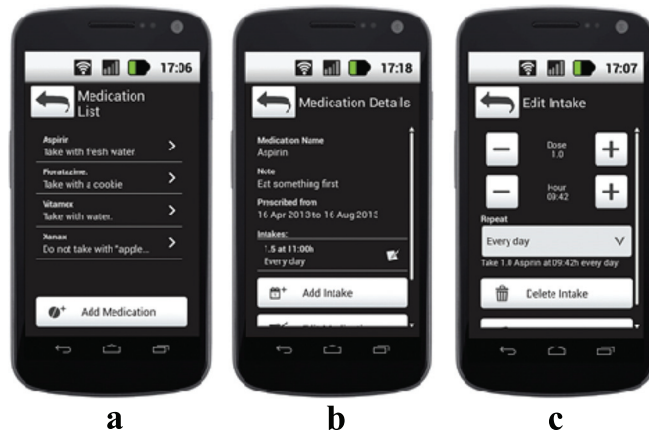 17:06
Medication
List
Aspirin
Take with fresh water
Take with a cookie
Vitamex
Take with water.
Xanax
Do not take with "apple...
Add Medication
a
17:18
Medication Details
Medication Name
Aspirin
Note
Eat something first
Prescribed from
16 Apr 2013 to 16 Aug 2013
Intakes:
1.5 at 11:00h
Every day
Add Intake
b
17:07
Edit Intake
Dose
1.0
Hour
09:42
Repeat
Every day
Take 1.0 Aspirin at 09:42h every day
Delete Intake
c